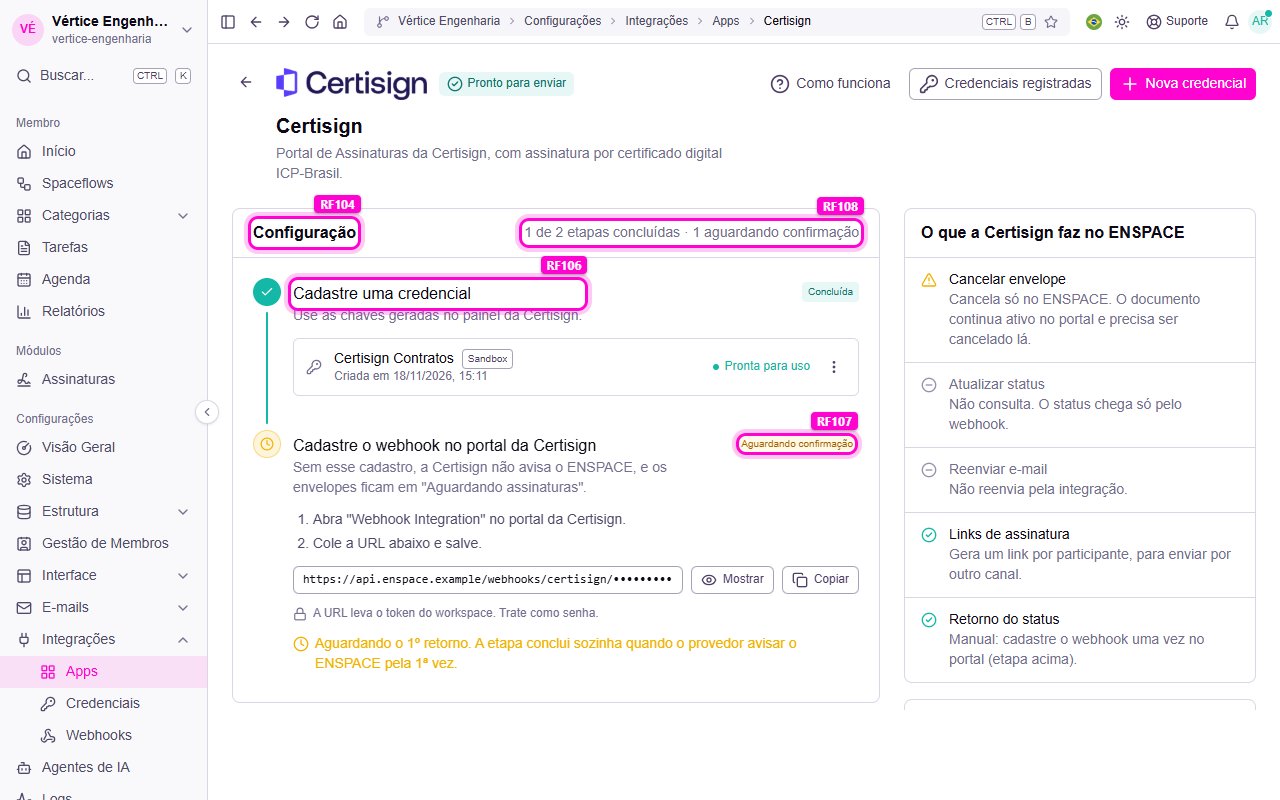 VÉ
Vértice Engenh...
vertice-engenharia
Buscar...
CTRL K
Membro
Início
Spaceflows
Categorias
Tarefas
Agenda
Relatórios
Módulos
Assinaturas
Configurações
Visão Geral
Sistema
Estrutura
Gestão de Membros
Interface
E-mails
Integrações
Apps
Credenciais
Webhooks
Agentes de IA
Logs
Vértice Engenharia > Configurações > Integrações > Apps > Certisign
CTRL B
Suporte
AR
Certisign
Pronto para enviar
Como funciona
Credenciais registradas
Nova credencial
Certisign
Portal de Assinaturas da Certisign, com assinatura por certificado digital
ICP-Brasil.
RF104
Configuração
RF108
1 de 2 etapas concluídas · 1 aguardando confirmação
RF106
Cadastre uma credencial
Concluída
Use as chaves geradas no painel da Certisign.
Certisign Contratos
Sandbox
Criada em 18/11/2026, 15:11
Pronta para uso
RF107
Cadastre o webhook no portal da Certisign
Aguardando confirmação
Sem esse cadastro, a Certisign não avisa o ENSPACE, e os
envelopes ficam em "Aguardando assinaturas".
1. Abra "Webhook Integration" no portal da Certisign.
2. Cole a URL abaixo e salve.
https://api.enspace.example/webhooks/certisign/•••••••••
Mostrar
Copiar
A URL leva o token do workspace. Trate como senha.
Aguardando o 1º retorno. A etapa conclui sozinha quando o provedor avisar o
ENSPACE pela 1ª vez.
O que a Certisign faz no ENSPACE
Cancelar envelope
Cancela só no ENSPACE. O documento
continua ativo no portal e precisa ser
cancelado lá.
Atualizar status
Não consulta. O status chega só pelo
webhook.
Reenviar e-mail
Não reenvia pela integração.
Links de assinatura
Gera um link por participante, para enviar por
outro canal.
Retorno do status
Manual: cadastre o webhook uma vez no
portal (etapa acima).